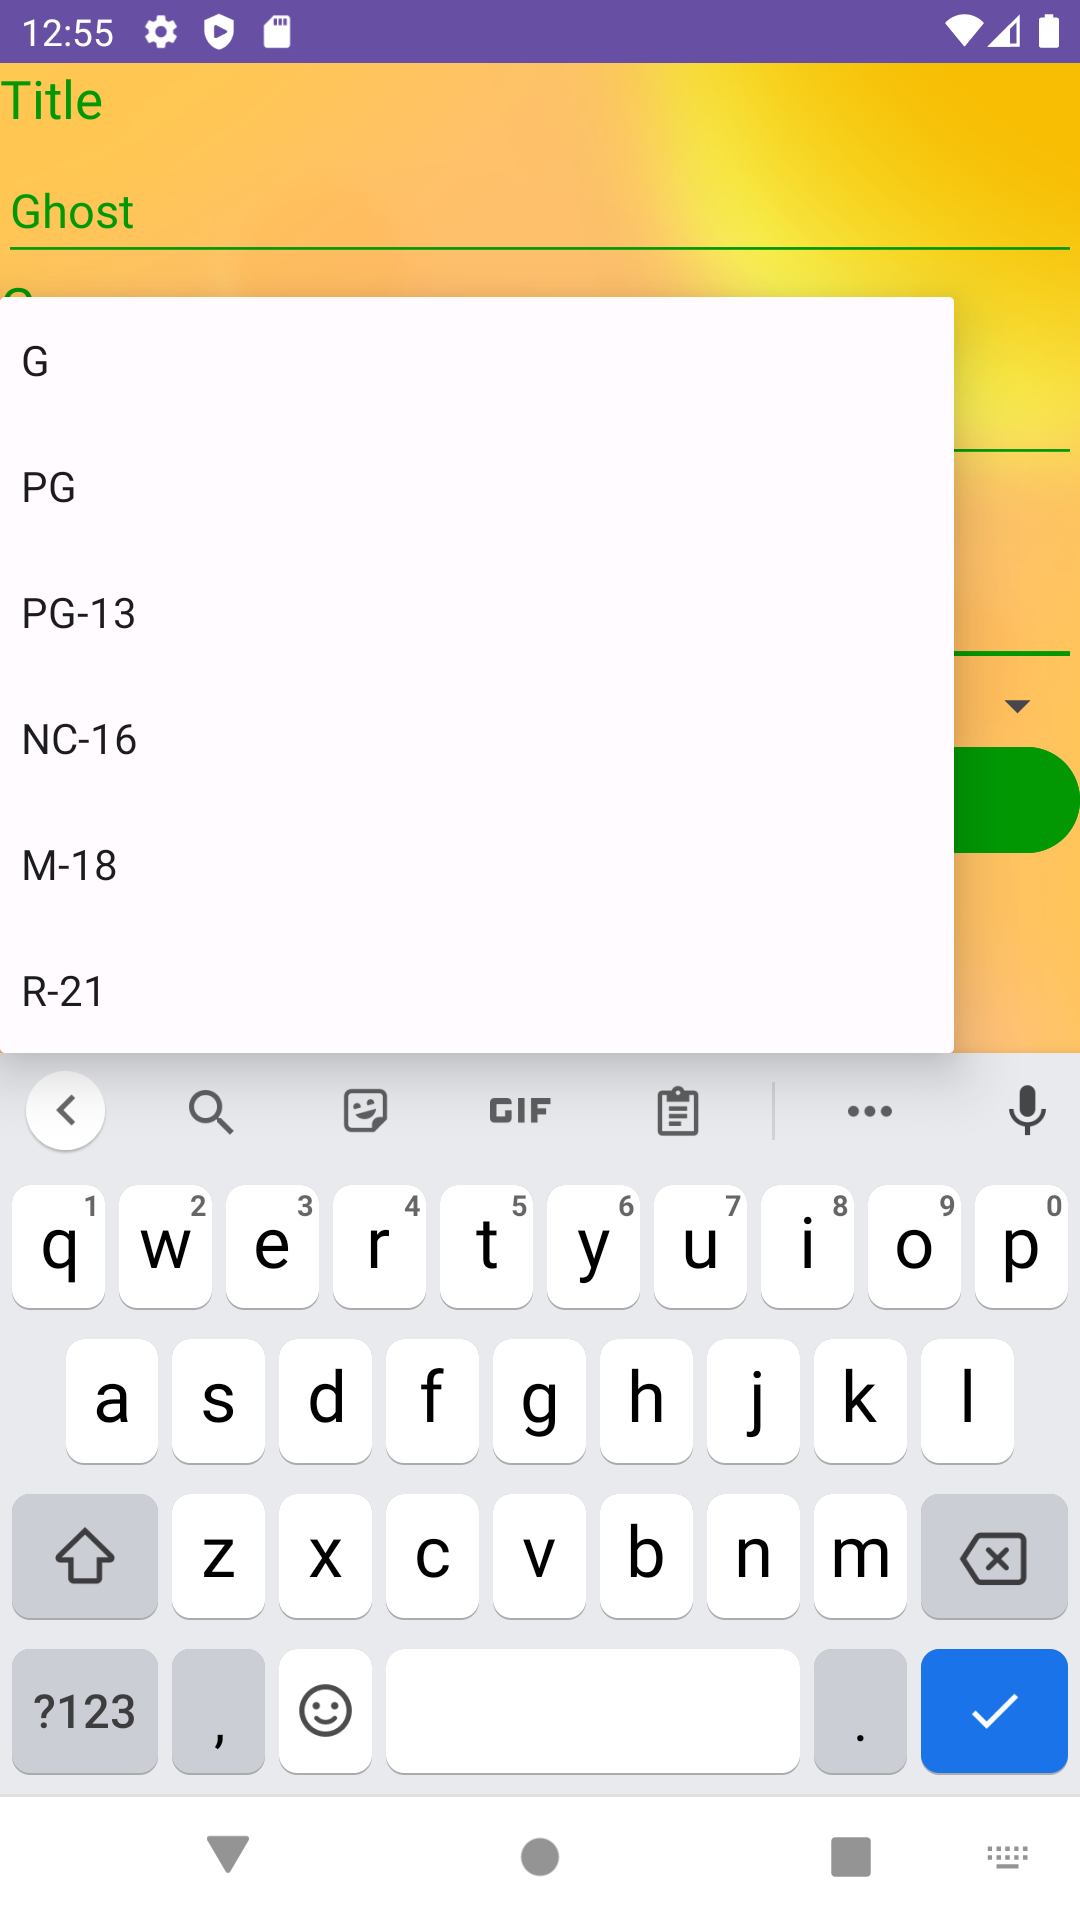 12:55
Title
Ghost
G
PG
PG-13
NC-16
M-18
R-21
GIF
q 1 w 2 e 3 r 4 t 5 y 6 u 7 i 8 o 9 p 0
a s d f g h j k l
z x c v b n m
?123 , .